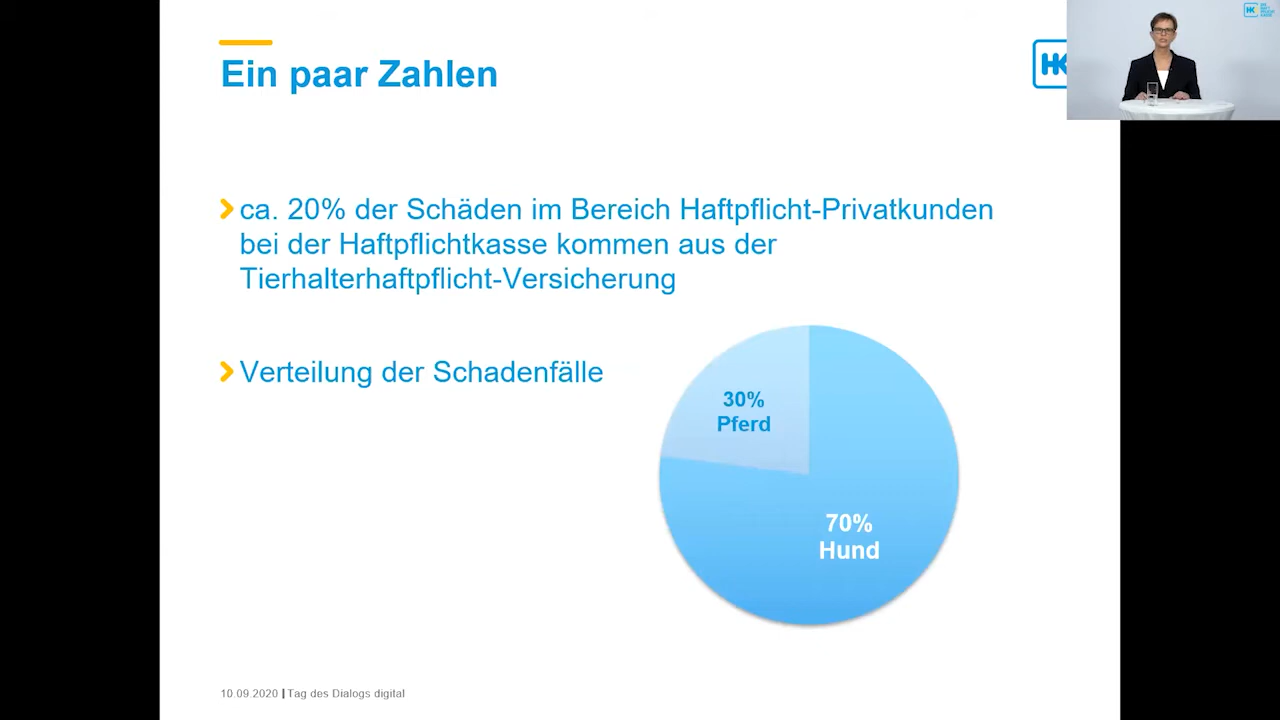 Ein paar Zahlen
HK
ca. 20% der Schäden im Bereich Haftpflicht-Privatkunden
bei der Haftpflichtkasse kommen aus der
Tierhalterhaftpflicht-Versicherung
Verteilung der Schadenfälle
30%
Pferd
70%
Hund
10.09.2020 | Tag des Dialogs digital